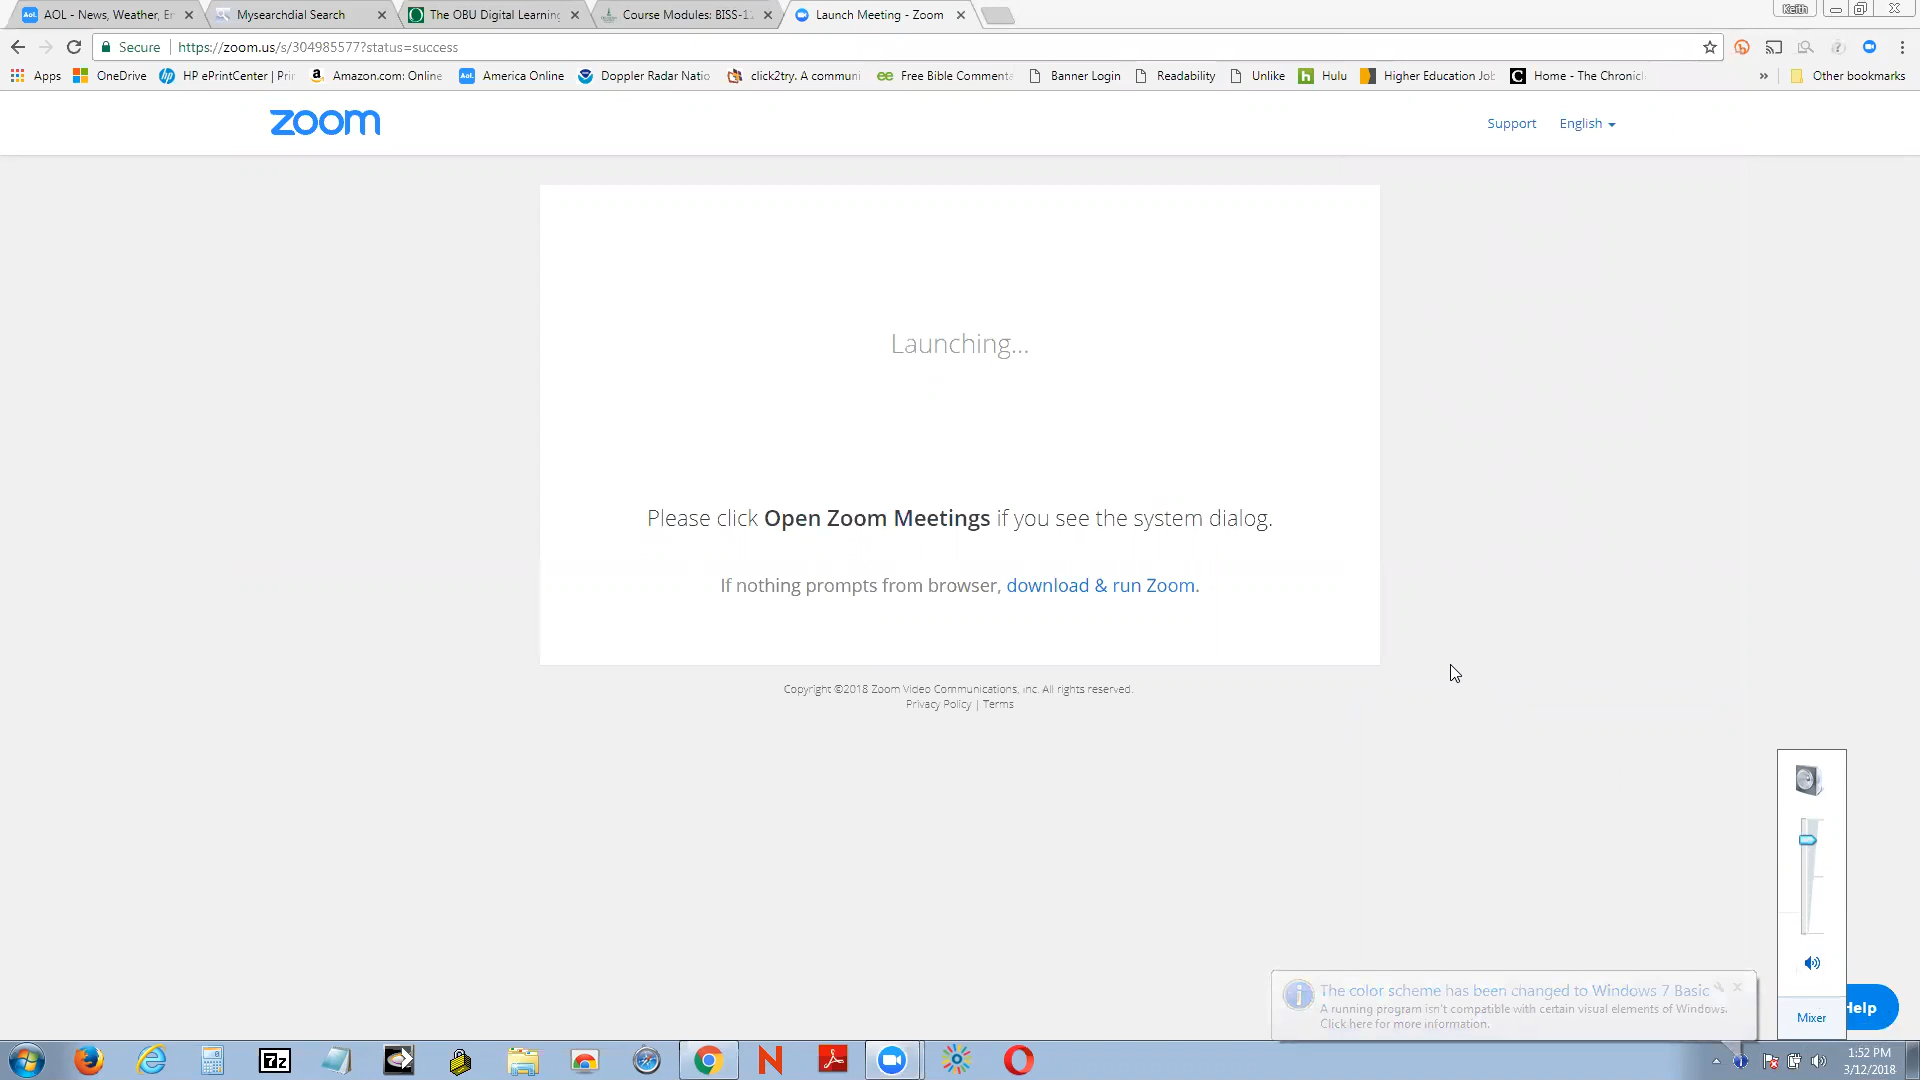 AOL - News, Weather, En
Mysearchdial Search
The OBU Digital Learning
Course Modules: BISS-1
Launch Meeting - Zoom
Keith
Secure
https://zoom.us/s/304985577?status=success
Apps
OneDrive
HP ePrintCenter | Pri
Amazon.com: Online
Aol.
America Online
Doppler Radar Natio
click2try. A communi
Free Bible Comment
Banner Login
Readability
Unlike
Hulu
Higher Education Jo
Home - The Chronicl
»
Other bookmarks
zoom
Support
English
Launching...
Please click Open Zoom Meetings if you see the system dialog.
If nothing prompts from browser, download & run Zoom.
Copyright ©2018 Zoom Video Communications, Inc. All rights reserved.
Privacy Policy | Terms
The color scheme has been changed to Windows 7 Basic
A running program isn't compatible with certain visual elements of Windows.
Click here for more information.
Mixer
Help
7z
1:52 PM
3/12/2018